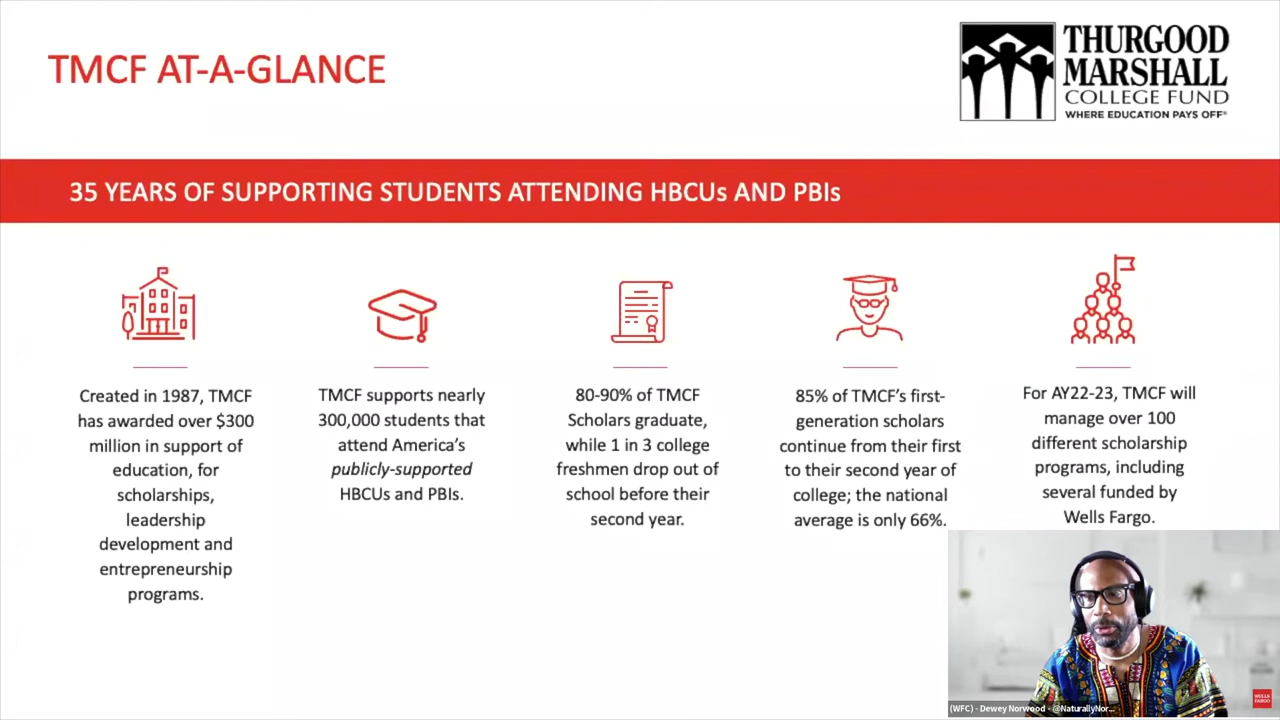 TMCF AT-A-GLANCE
THURGOOD
MARSHALL
COLLEGE FUND
WHERE EDUCATION PAYS OFF®
35 YEARS OF SUPPORTING STUDENTS ATTENDING HBCUs AND PBIs
Created in 1987, TMCF
has awarded over $300
million in support of
education, for
scholarships,
leadership
development and
entrepreneurship
programs.
TMCF supports nearly
300,000 students that
attend America's
publicly-supported
HBCUs and PBIs.
80-90% of TMCF
Scholars graduate,
while 1 in 3 college
freshmen drop out of
school before their
second year.
85% of TMCF's first-
generation scholars
continue from their first
to their second year of
college; the national
average is only 66%.
For AY22-23, TMCF will
manage over 100
different scholarship
programs, including
several funded by
Wells Fargo.
(WFC) - Dewey Norwood - @NaturallyNor...
WELLS
FARGO